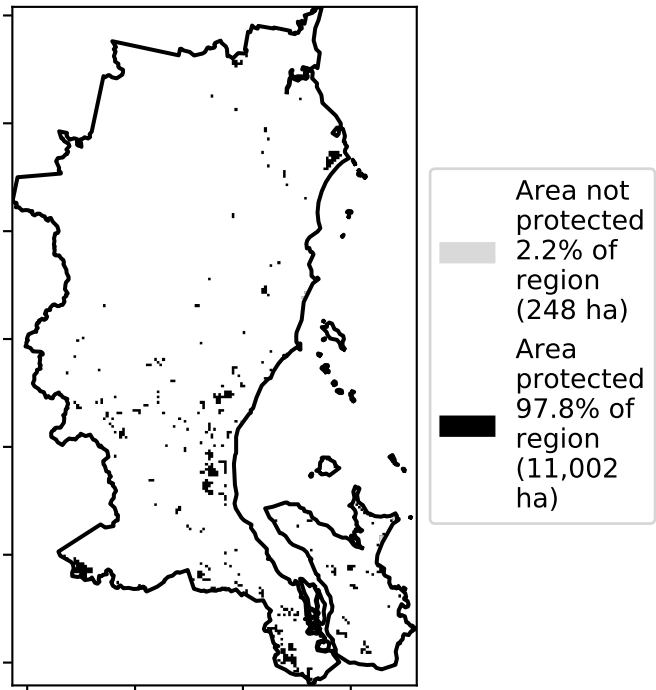 Area not
protected
2.2% of
region
(248 ha)
Area
protected
97.8% of
region
(11,002
ha)